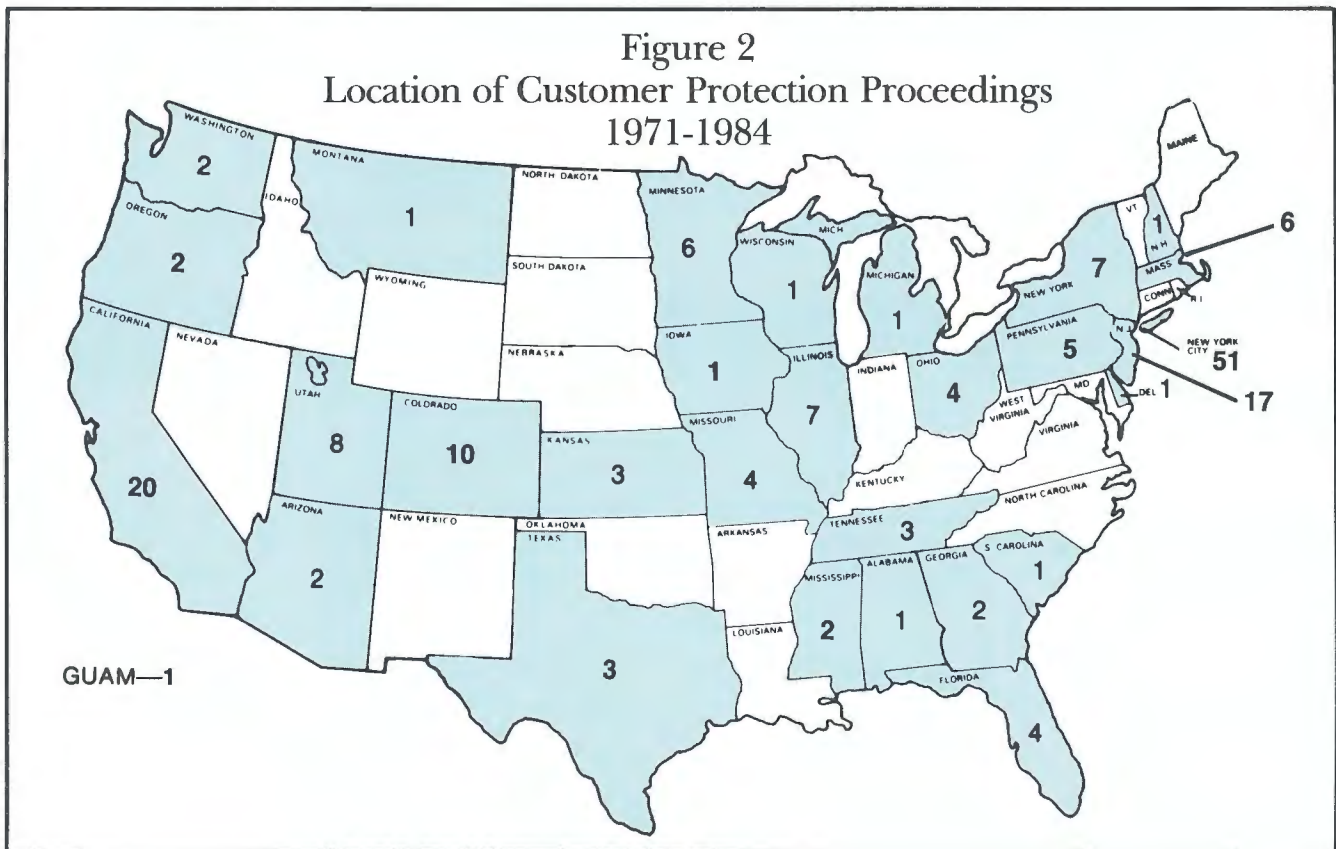 Figure 2
Location of Customer Protection Proceedings
1971-1984
WASHINGTON
2
OREGON
2
CALIFORNIA
20
NEVADA
IDAHO
MONTANA
1
WYOMING
UTAH
8
COLORADO
10
ARIZONA
2
NEW MEXICO
NORTH DAKOTA
SOUTH DAKOTA
NEBRASKA
KANSAS
3
OKLAHOMA
TEXAS
3
MINNESOTA
6
IOWA
1
MISSOURI
4
ARKANSAS
LOUISIANA
WISCONSIN
1
MICH
MICHIGAN
1
ILLINOIS
7
INDIANA
OHIO
4
KENTUCKY
TENNESSEE
3
MISSISSIPPI
2
ALABAMA
1
GEORGIA
2
FLORIDA
4
S CAROLINA
1
NORTH CAROLINA
VIRGINIA
WEST
VIRGINIA
MD
DEL 1
PENNSYLVANIA
5
N J
17
NEW YORK
7
NEW YORK
CITY 51
CONN
R I
MASS
6
VT
1
N H
MAINE
GUAM—1